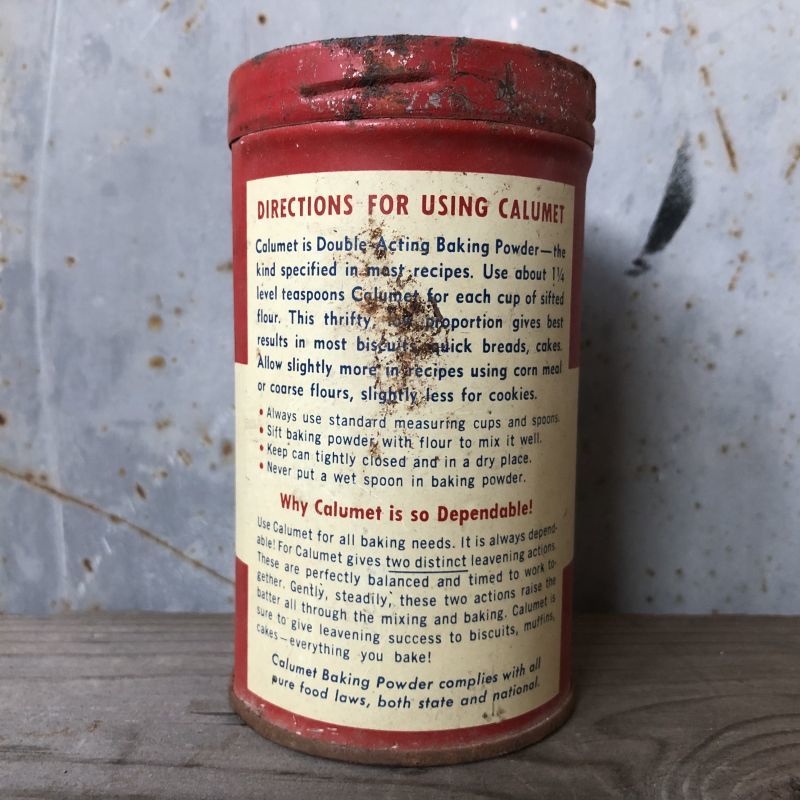 DIRECTIONS FOR USING CALUMET
Calumet is Double-Acting Baking Powder—the
kind specified in most recipes. Use about 1¼
level teaspoons Calumet for each cup of sifted
flour. This thrifty, proportion gives best
results in most biscuits, quick breads, cakes.
Allow slightly more in recipes using corn meal
or coarse flours, slightly less for cookies.
• Always use standard measuring cups and spoons.
• Sift baking powder with flour to mix it well.
• Keep can tightly closed and in a dry place.
• Never put a wet spoon in baking powder.
Why Calumet is so Dependable!
Use Calumet for all baking needs. It is always depend-
able! For Calumet gives two distinct leavening actions.
These are perfectly balanced and timed to work to-
gether. Gently, steadily, these two actions raise the
batter all through the mixing and baking. Calumet is
sure to give leavening success to biscuits, muffins,
cakes—everything you bake!
Calumet Baking Powder complies with all
pure food laws, both state and national.